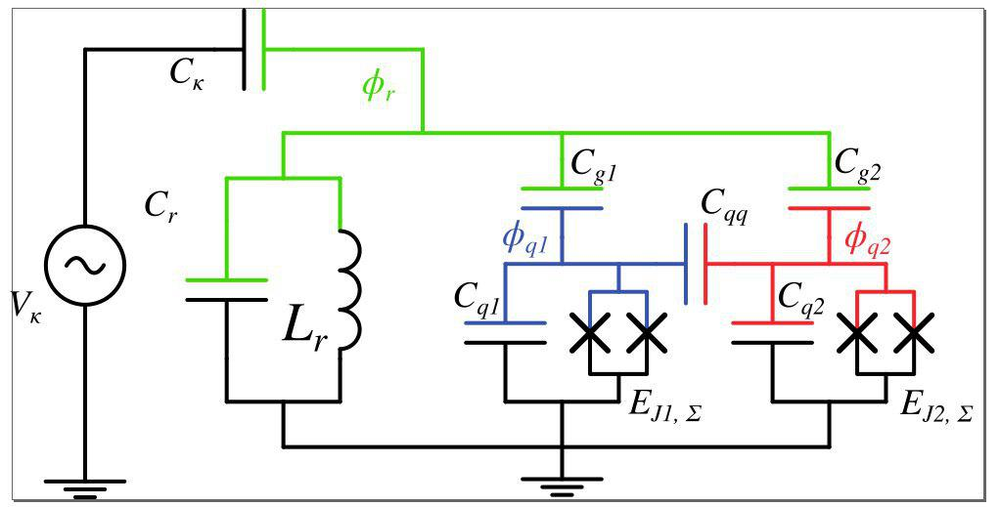 C_κ
ϕ_r
C_r
C_g1
C_g2
C_qq
ϕ_q1
ϕ_q2
V_κ
L_r
C_q1
C_q2
E_J1, Σ
E_J2, Σ